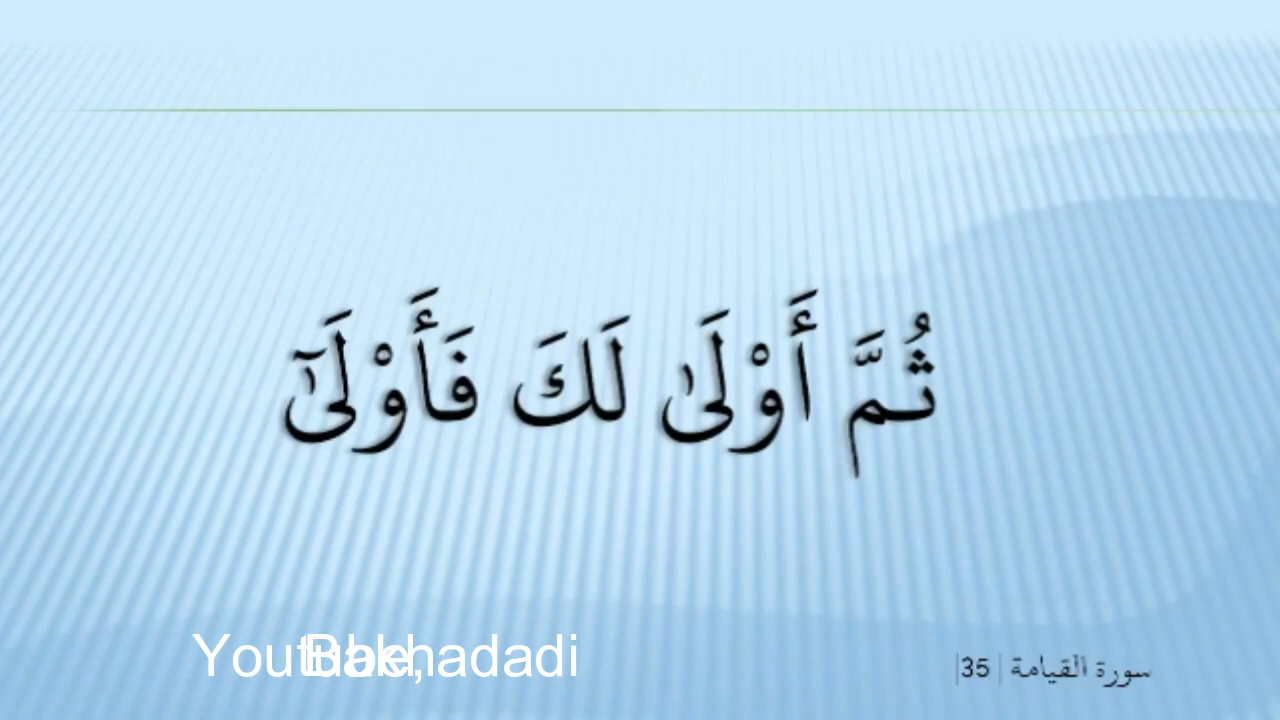 ثُمَّ أَوْلَىٰ لَكَ فَأَوْلَىٰٓ
سورة القيامة | 35|